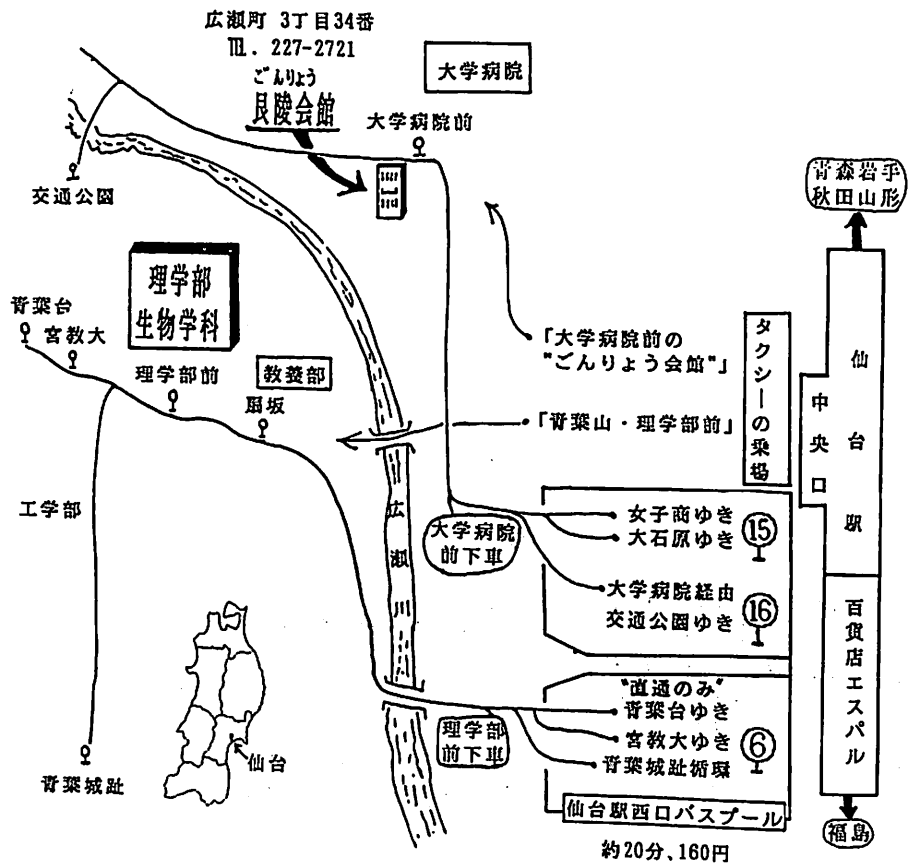 広瀬町 3丁目34番
℡. 227-2721
ごんりょう
艮陵会館
大学病院
大学病院前
交通公園
青森岩手
秋田山形
理学部
生物学科
青葉台
宮教大
理学部前
教養部
扇坂
「大学病院前の
"ごんりょう会館"」
「青葉山・理学部前」
タクシーの乗場
中央口
仙台駅
工学部
広瀬川
大学病院
前下車
女子商ゆき
大石原ゆき
15
大学病院経由
交通公園ゆき
16
百貨店エスパル
"直通のみ"
青葉台ゆき
宮教大ゆき
青葉城趾循環
6
理学部
前下車
仙台
青葉城趾
仙台駅西口バスプール
福島
約20分、160円